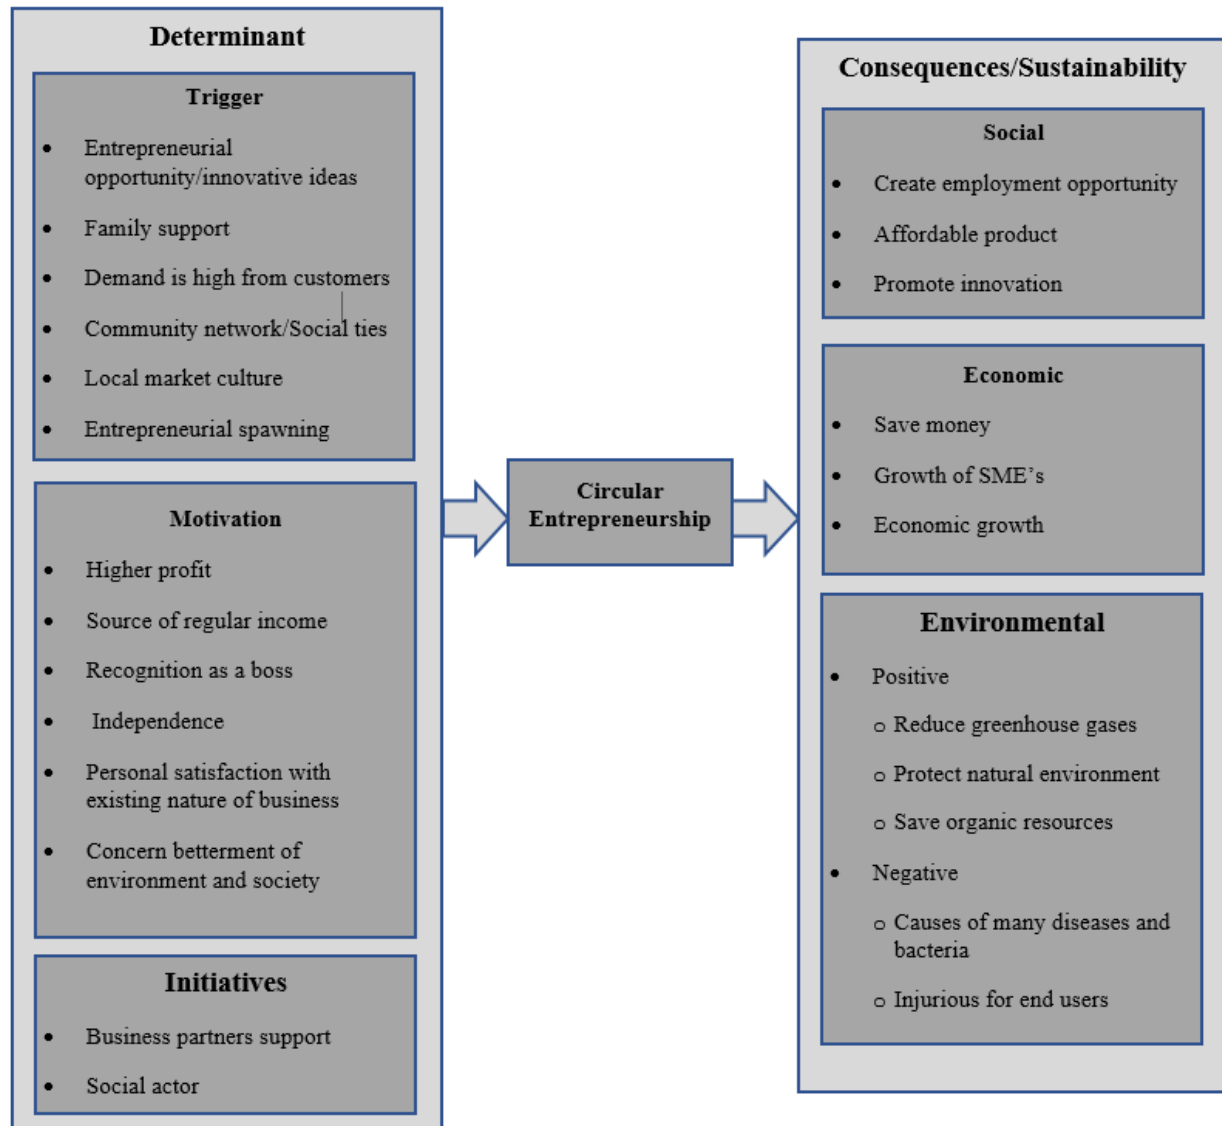 Determinant
Trigger
• Entrepreneurial
opportunity/innovative ideas
• Family support
• Demand is high from customers
• Community network/Social ties
• Local market culture
• Entrepreneurial spawning
Motivation
• Higher profit
• Source of regular income
• Recognition as a boss
• Independence
• Personal satisfaction with
existing nature of business
• Concern betterment of
environment and society
Initiatives
• Business partners support
• Social actor
Circular
Entrepreneurship
Consequences/Sustainability
Social
• Create employment opportunity
• Affordable product
• Promote innovation
Economic
• Save money
• Growth of SME’s
• Economic growth
Environmental
• Positive
o Reduce greenhouse gases
o Protect natural environment
o Save organic resources
• Negative
o Causes of many diseases and
bacteria
o Injurious for end users